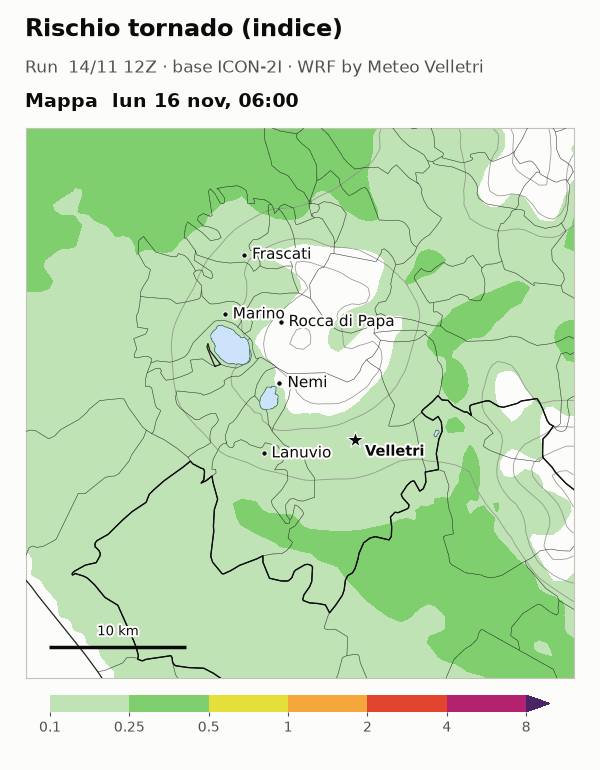 Rischio tornado (indice)
Run  14/11 12Z · base ICON-2I · WRF by Meteo Velletri
Mappa  lun 16 nov, 06:00
Frascati
Marino
Rocca di Papa
Nemi
Velletri
Lanuvio
10 km
0.1 0.25 0.5 1 2 4 8